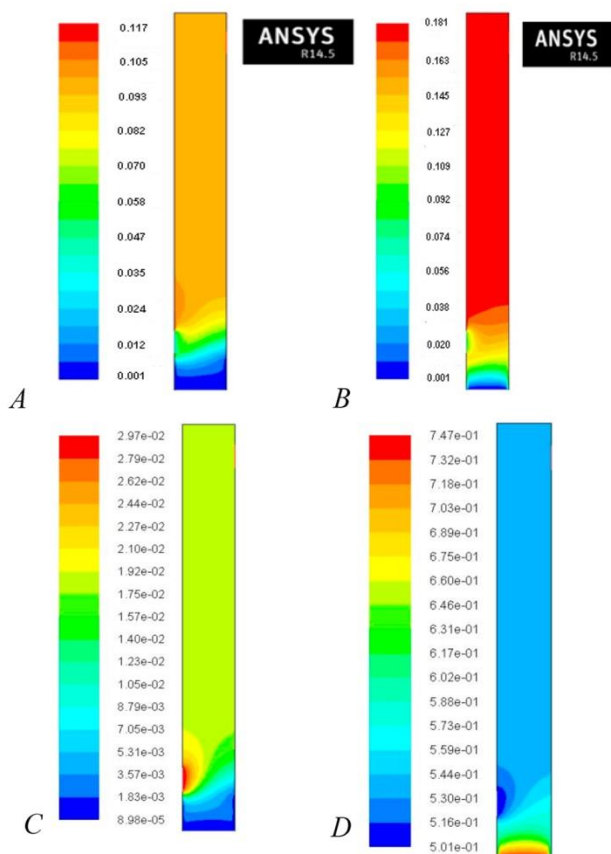 0.117
0.105
0.093
0.082
0.070
0.058
0.047
0.035
0.024
0.012
0.001
ANSYS
R14.5
A
0.181
0.163
0.145
0.127
0.109
0.092
0.074
0.056
0.038
0.020
0.001
ANSYS
R14.5
B
2.97e-02
2.79e-02
2.62e-02
2.44e-02
2.27e-02
2.10e-02
1.92e-02
1.75e-02
1.57e-02
1.40e-02
1.23e-02
1.05e-02
8.79e-03
7.05e-03
5.31e-03
3.57e-03
1.83e-03
8.98e-05
C
7.47e-01
7.32e-01
7.18e-01
7.03e-01
6.89e-01
6.75e-01
6.60e-01
6.46e-01
6.31e-01
6.17e-01
6.02e-01
5.88e-01
5.73e-01
5.59e-01
5.44e-01
5.30e-01
5.16e-01
5.01e-01
D